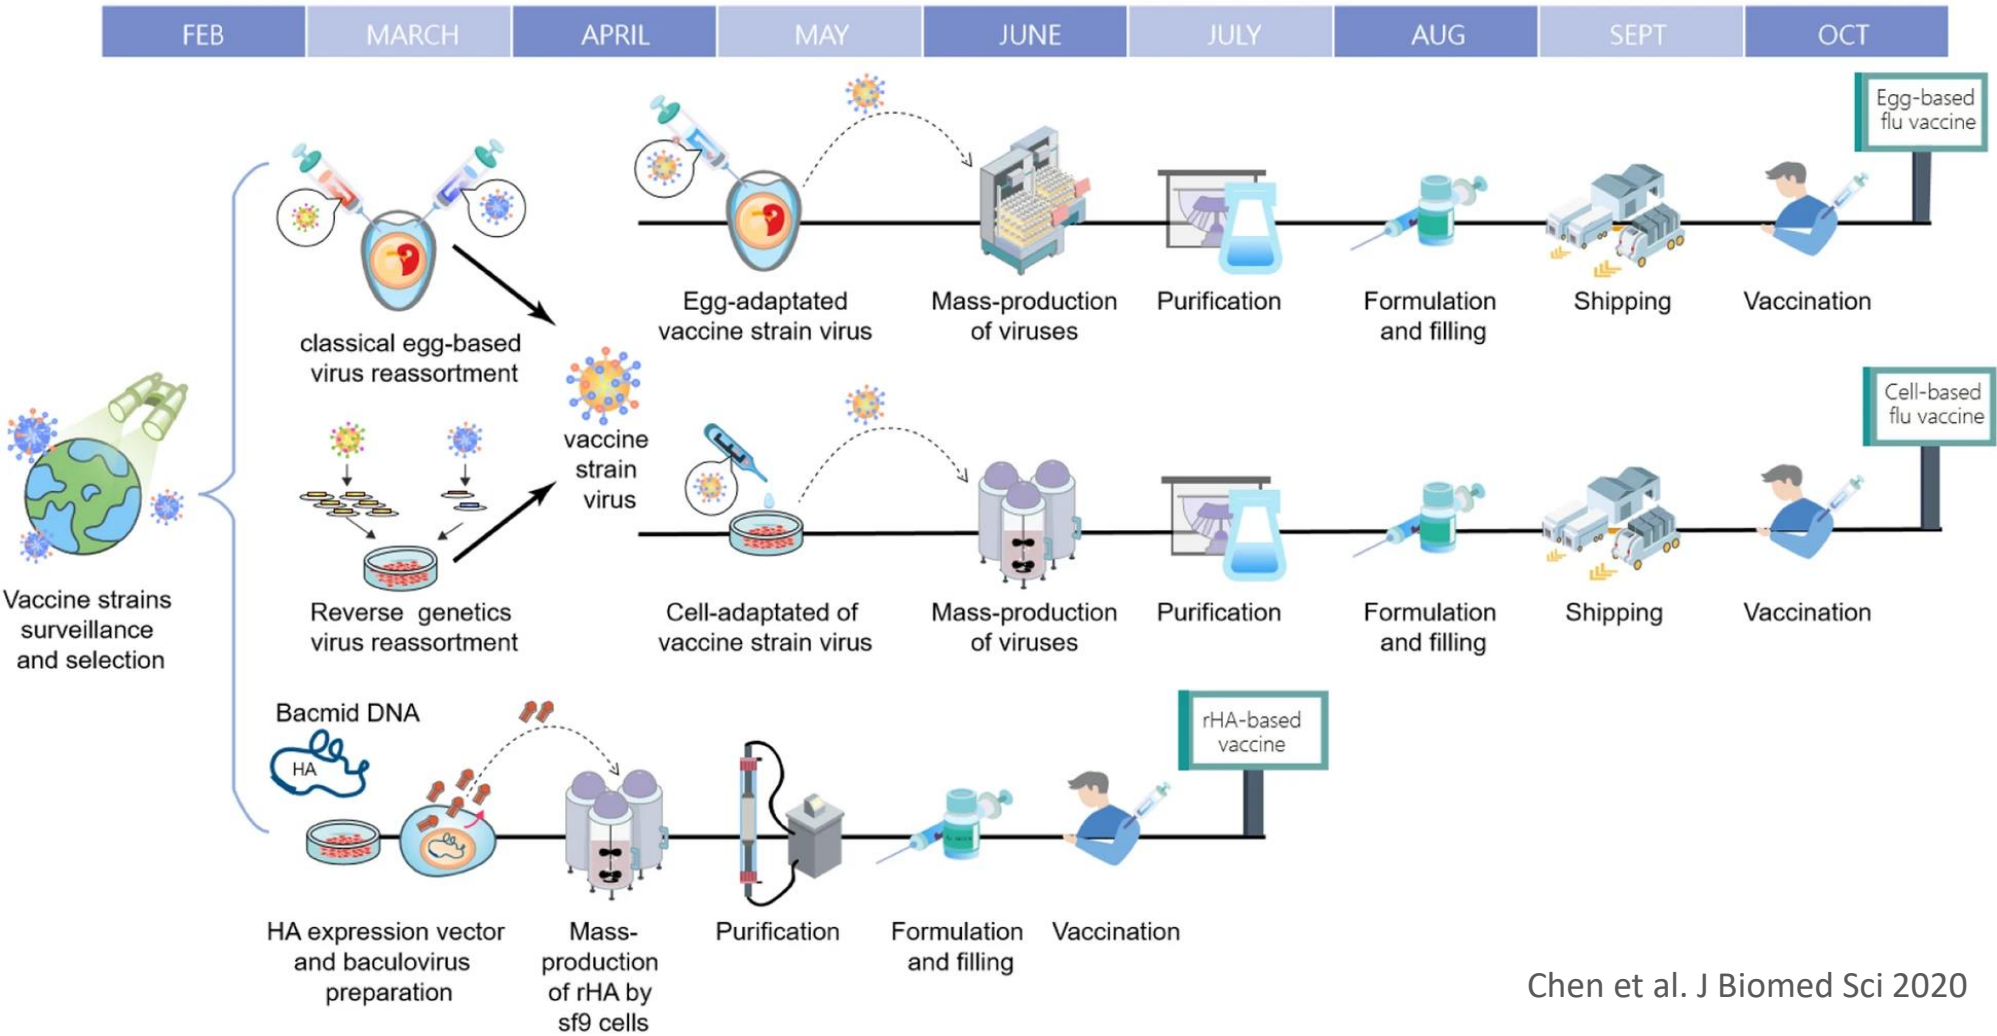 FEB
MARCH
APRIL
MAY
JUNE
JULY
AUG
SEPT
OCT
Egg-based
flu vaccine
classical egg-based
virus reassortment
Egg-adaptated
vaccine strain virus
Mass-production
of viruses
Purification
Formulation
and filling
Shipping
Vaccination
Vaccine strains
surveillance
and selection
vaccine
strain
virus
Reverse genetics
virus reassortment
Cell-based
flu vaccine
Cell-adaptated of
vaccine strain virus
Mass-production
of viruses
Purification
Formulation
and filling
Shipping
Vaccination
Bacmid DNA
HA
rHA-based
vaccine
HA expression vector
and baculovirus
preparation
Mass-
production
of rHA by
sf9 cells
Purification
Formulation
and filling
Vaccination
Chen et al. J Biomed Sci 2020